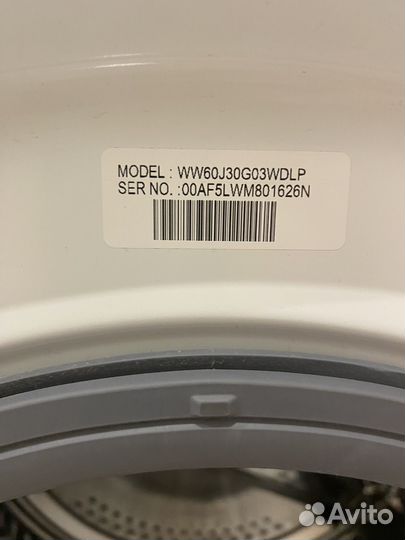 MODEL : WW60J30G03WDLP
SER NO. :00AF5LWM801626N
Avito